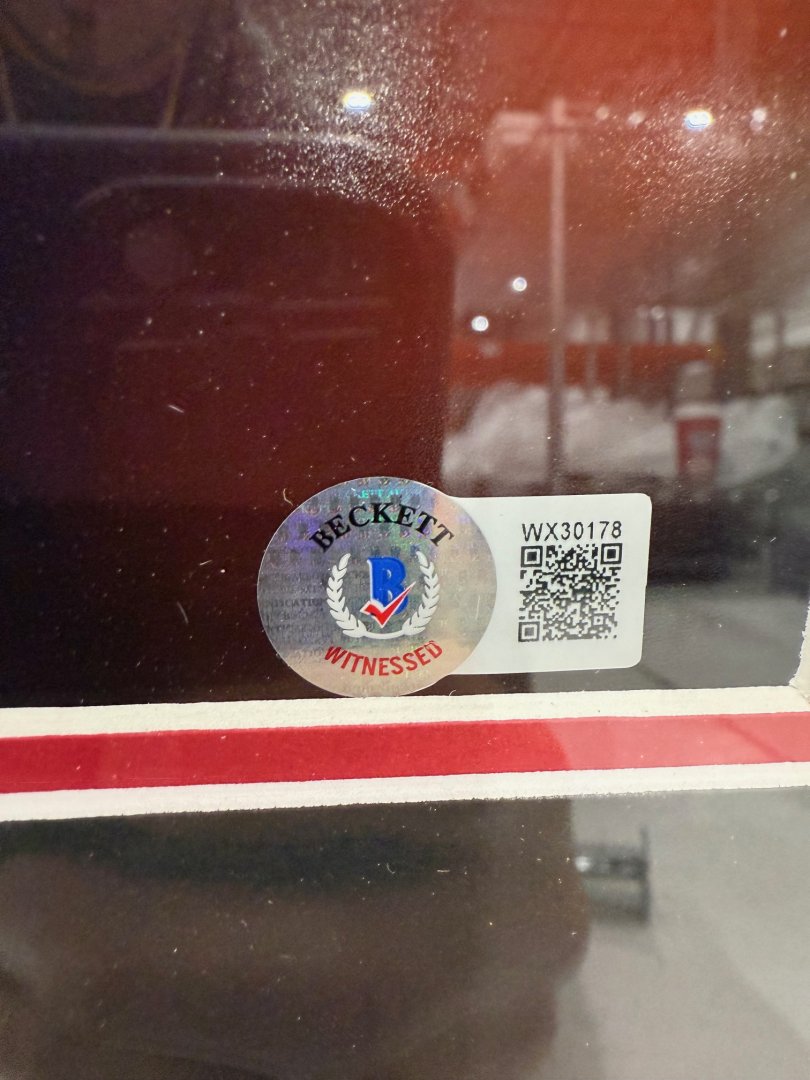 BECKETT
B
WITNESSED
WX30178